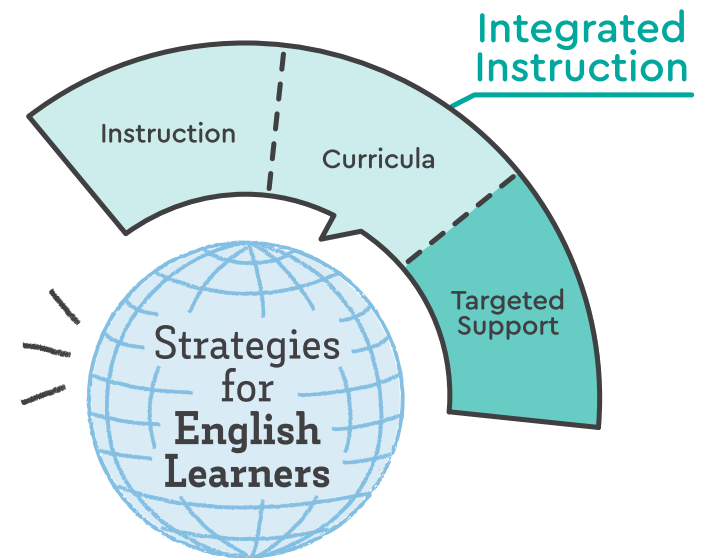 Integrated
Instruction
Instruction
Curricula
Targeted
Support
Strategies
for
English
Learners